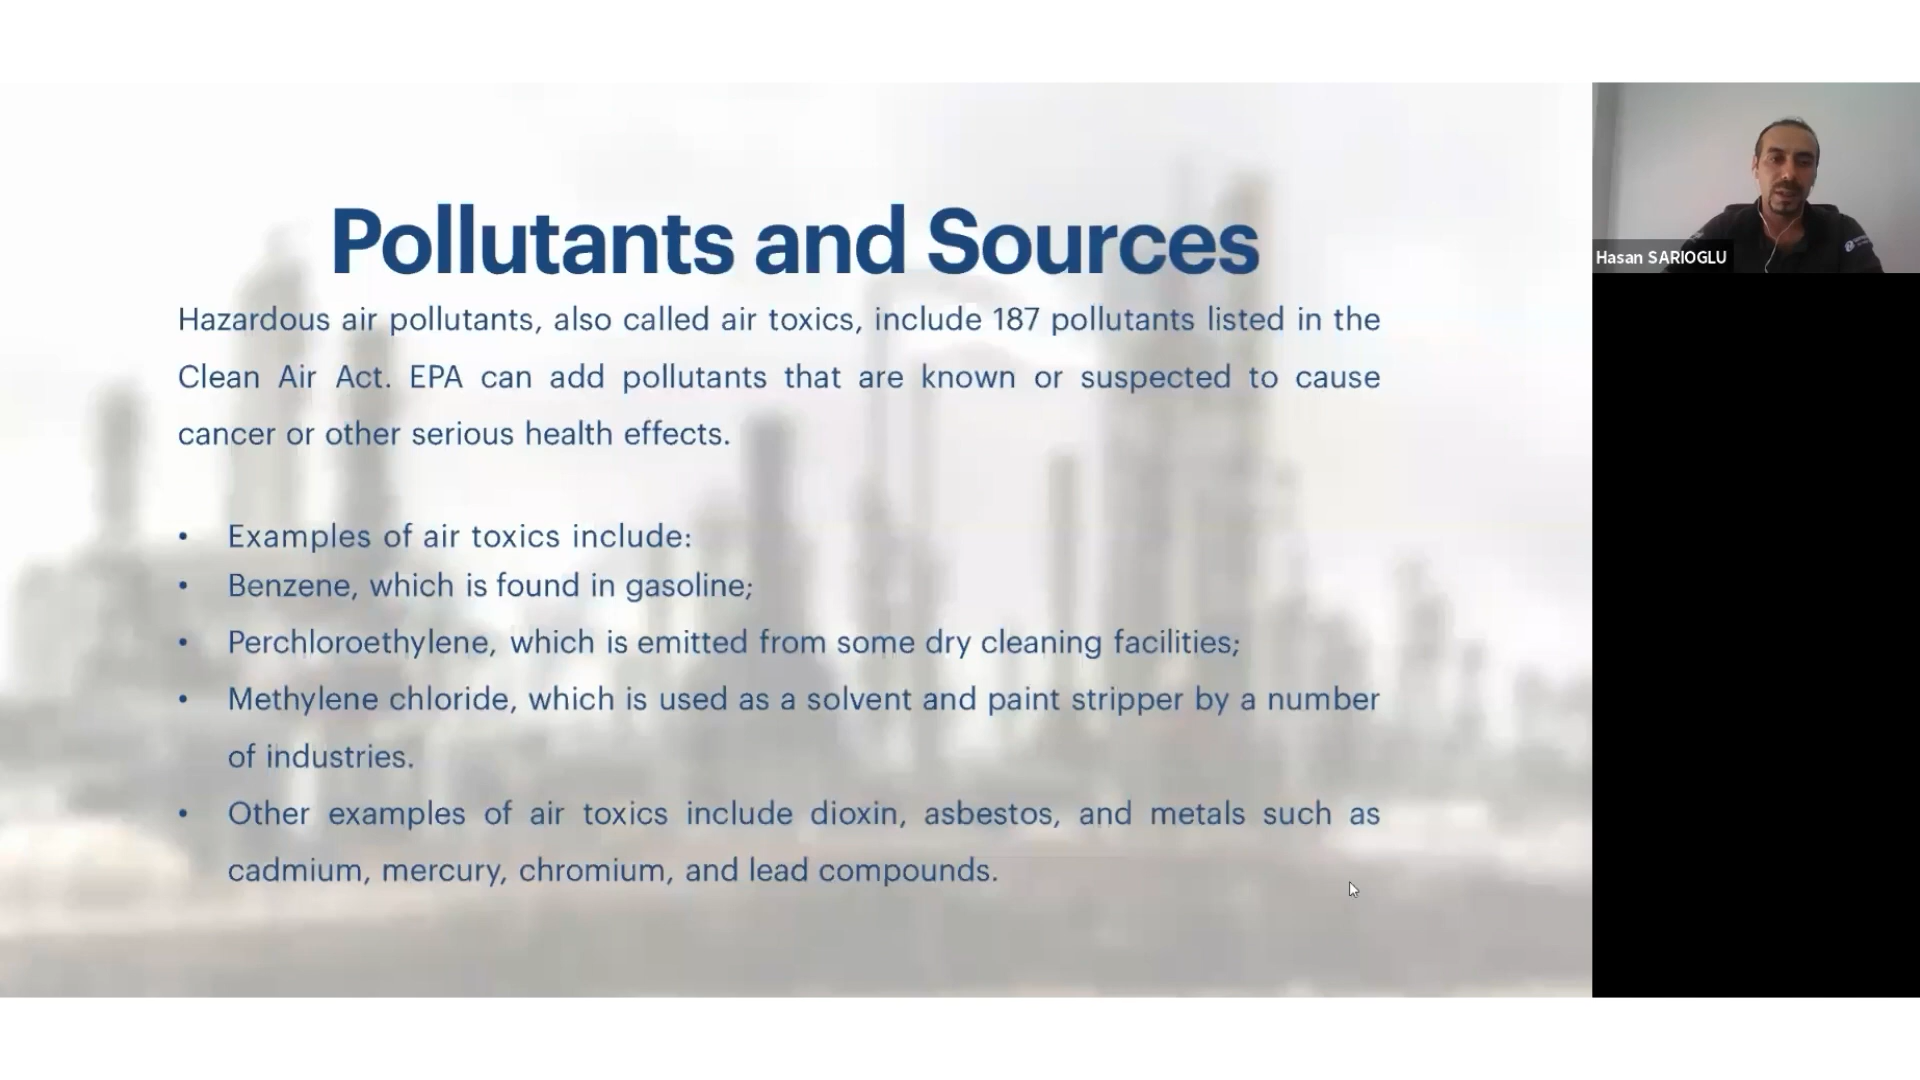 Pollutants and Sources
Hazardous air pollutants, also called air toxics, include 187 pollutants listed in the
Clean Air Act. EPA can add pollutants that are known or suspected to cause
cancer or other serious health effects.
• Examples of air toxics include:
• Benzene, which is found in gasoline;
• Perchloroethylene, which is emitted from some dry cleaning facilities;
• Methylene chloride, which is used as a solvent and paint stripper by a number
of industries.
• Other examples of air toxics include dioxin, asbestos, and metals such as
cadmium, mercury, chromium, and lead compounds.
Hasan SARIOGLU